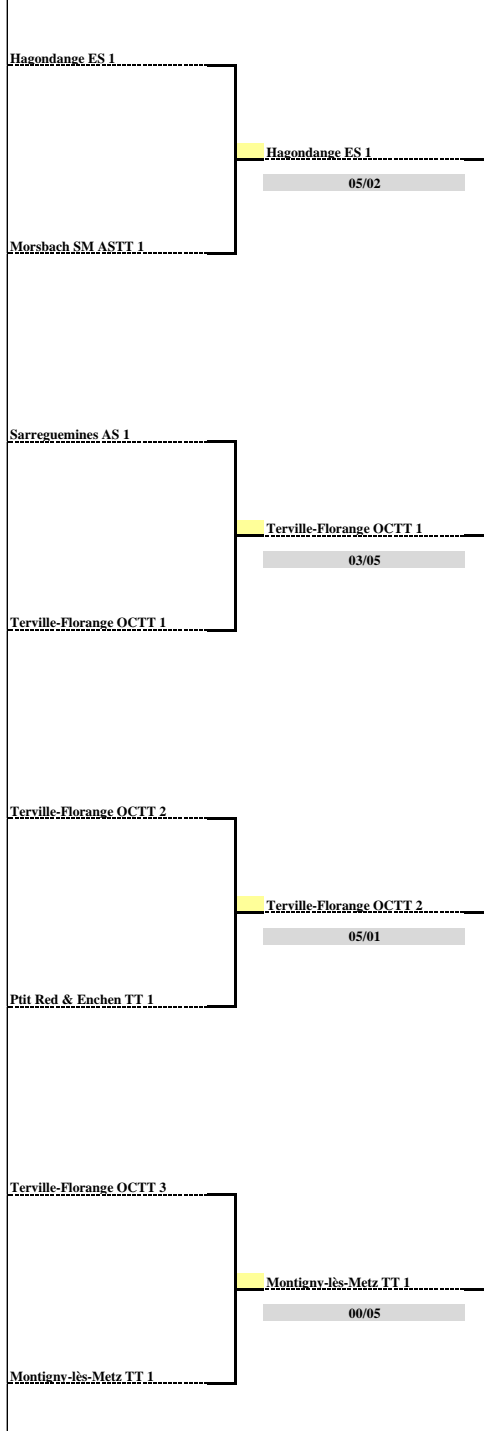 Hagondange ES 1
Hagondange ES 1
05/02
Morsbach SM ASTT 1
Sarreguemines AS 1
Terville-Florange OCTT 1
03/05
Terville-Florange OCTT 1
Terville-Florange OCTT 2
Terville-Florange OCTT 2
05/01
Ptit Red & Enchen TT 1
Terville-Florange OCTT 3
Montigny-lès-Metz TT 1
00/05
Montigny-lès-Metz TT 1